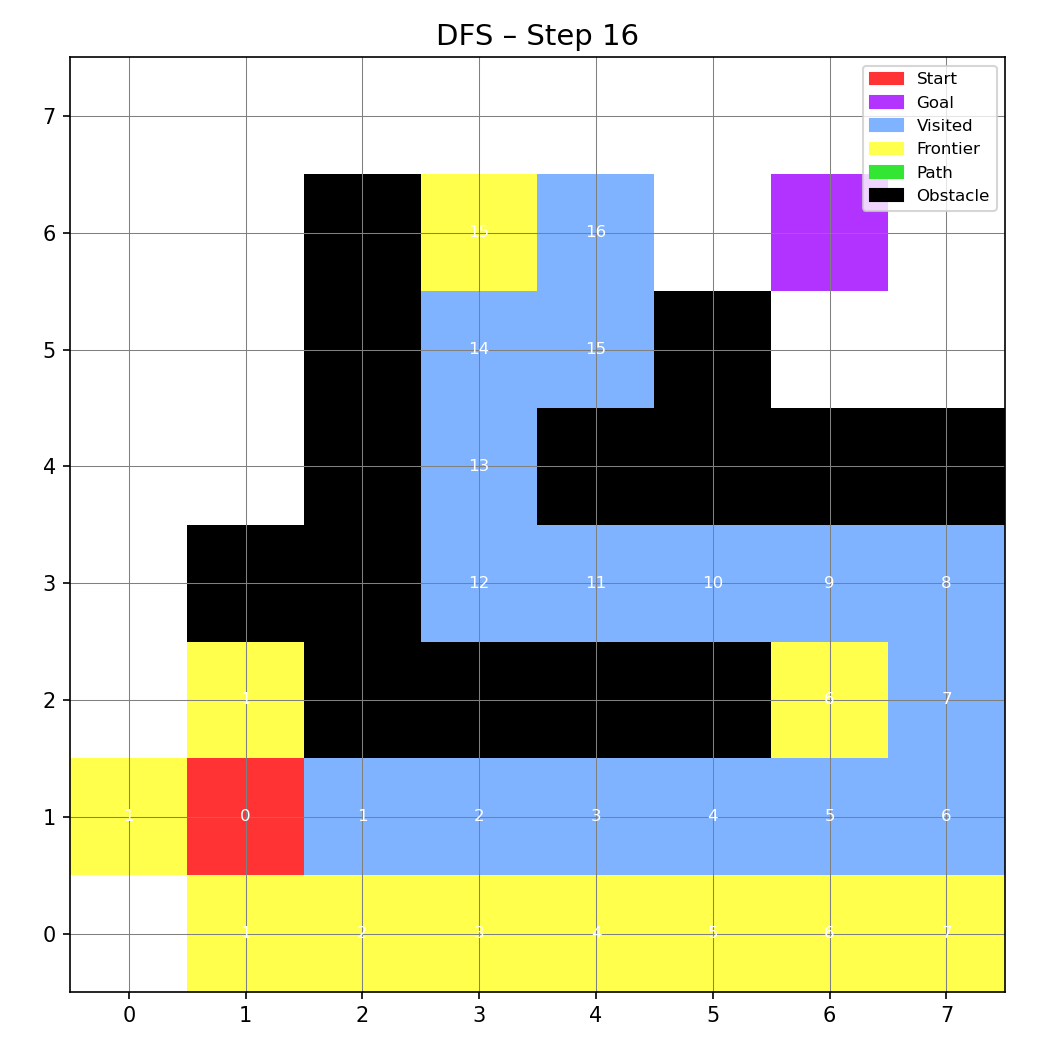 DFS – Step 16
Start
Goal
Visited
Frontier
Path
Obstacle
7
6
5
4
3
2
1
0
15 16
14 15
13
12 11 10 9 8
1 6 7
1 0 1 2 3 4 5 6
1 2 3 4 5 6 7
0 1 2 3 4 5 6 7